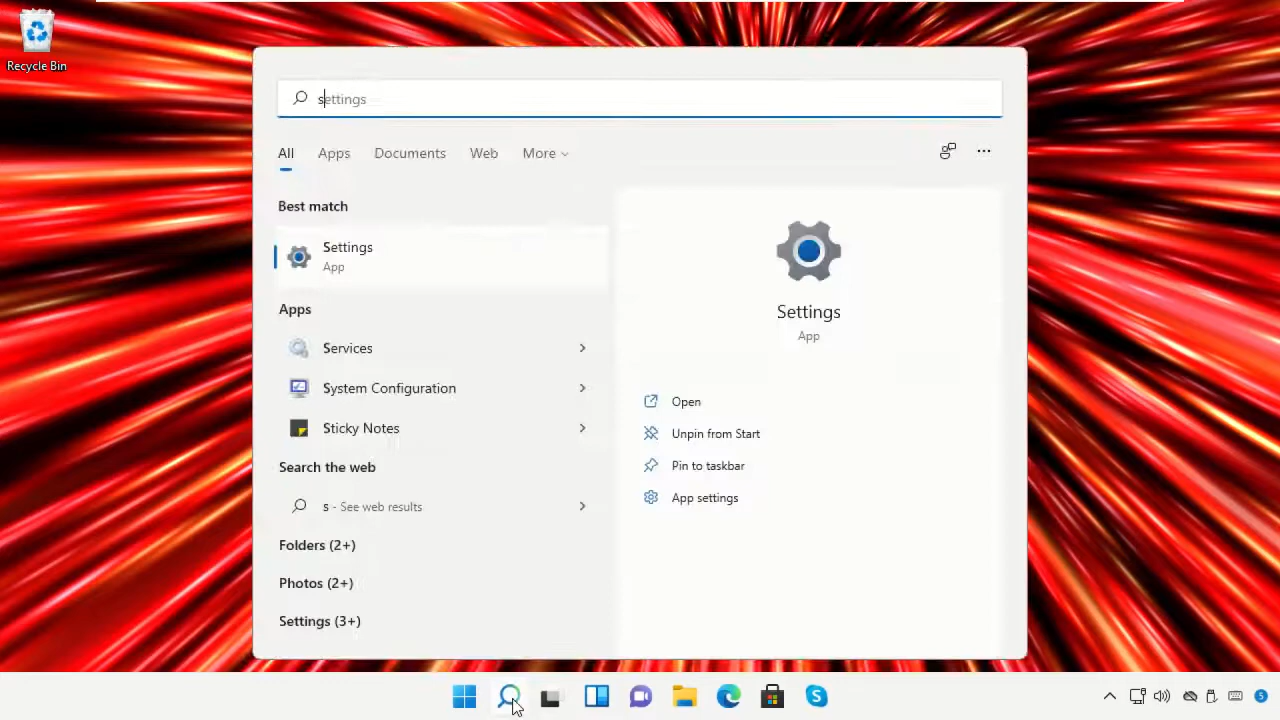 Recycle Bin
settings
All Apps Documents Web More
Best match
Settings
App
Apps
Services
System Configuration
Sticky Notes
Search the web
s - See web results
Folders (2+)
Photos (2+)
Settings (3+)
Settings
App
Open
Unpin from Start
Pin to taskbar
App settings
5